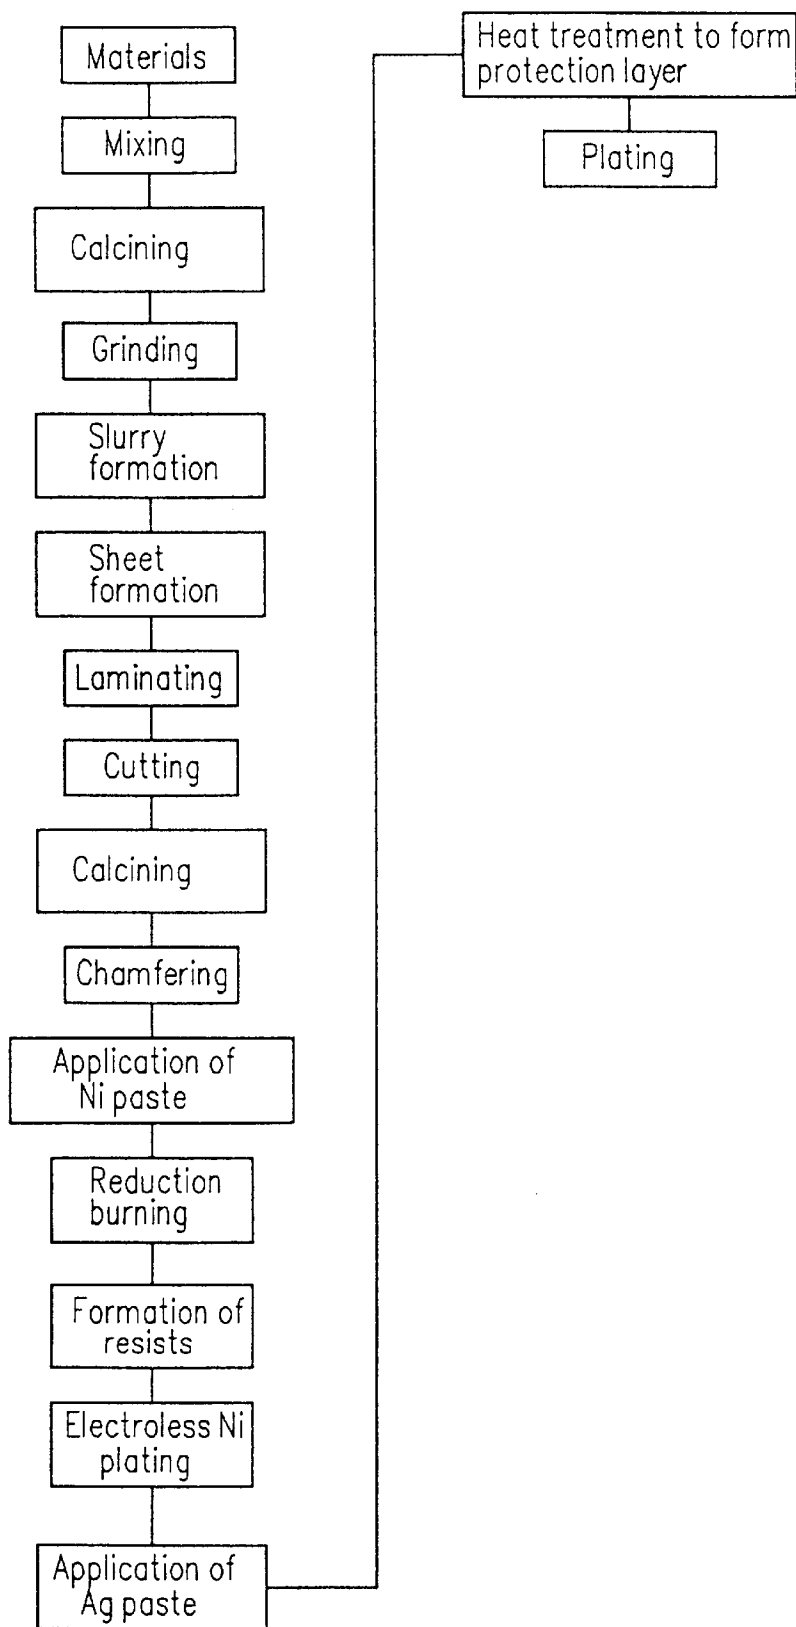 Materials
Mixing
Calcining
Grinding
Slurry
formation
Sheet
formation
Laminating
Cutting
Calcining
Chamfering
Application of
Ni paste
Reduction
burning
Formation of
resists
Electroless Ni
plating
Application of
Ag paste
Heat treatment to form
protection layer
Plating